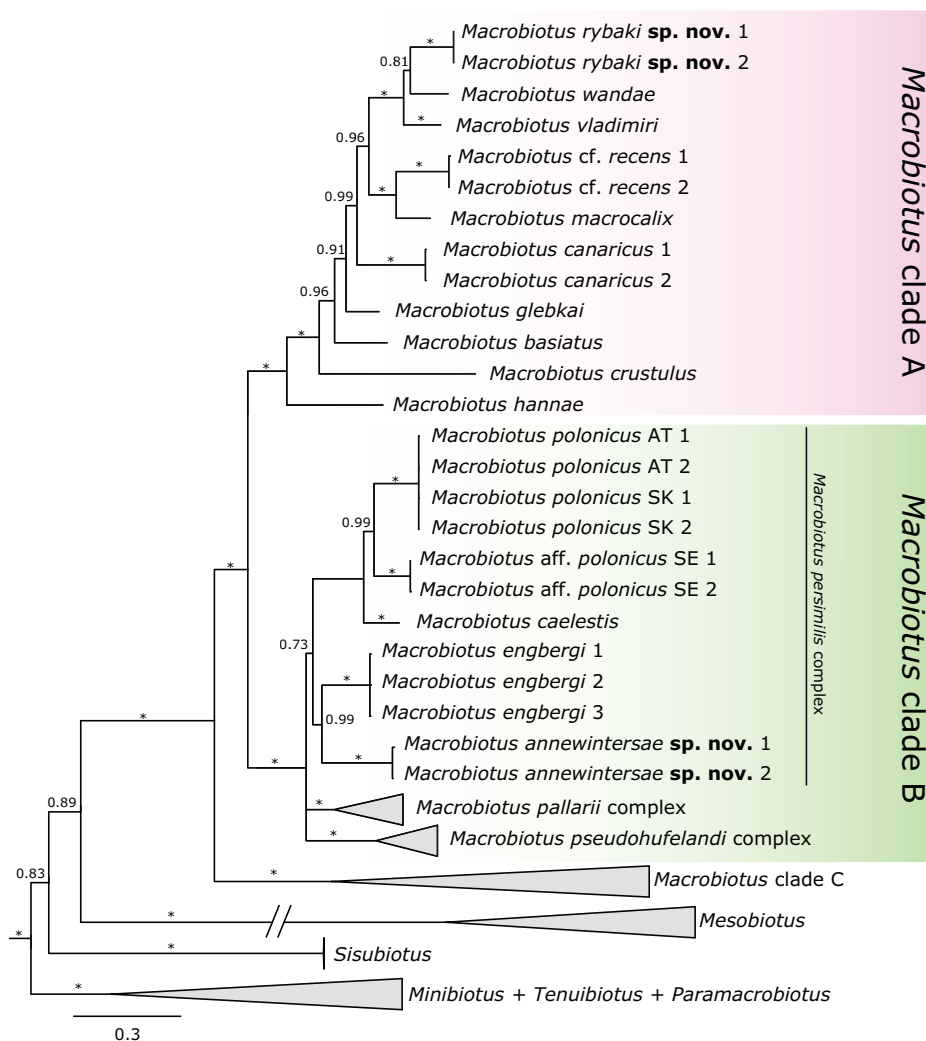 * Macrobiotus rybaki sp. nov. 1
0.81 Macrobiotus rybaki sp. nov. 2
* Macrobiotus wandae
* Macrobiotus vladimiri
0.96 * Macrobiotus cf. recens 1
* Macrobiotus cf. recens 2
0.99 Macrobiotus macrocalix
0.91 * Macrobiotus canaricus 1
Macrobiotus canaricus 2
0.96 Macrobiotus glebkai
* Macrobiotus basiatus
* Macrobiotus crustulus
Macrobiotus hannae
Macrobiotus clade A
Macrobiotus polonicus AT 1
Macrobiotus polonicus AT 2
* Macrobiotus polonicus SK 1
0.99 Macrobiotus polonicus SK 2
* Macrobiotus aff. polonicus SE 1
* Macrobiotus aff. polonicus SE 2
* Macrobiotus caelestis
0.73 Macrobiotus engbergi 1
* Macrobiotus engbergi 2
0.99 Macrobiotus engbergi 3
* Macrobiotus annewintersae sp. nov. 1
* Macrobiotus annewintersae sp. nov. 2
Macrobiotus persimilis complex
* Macrobiotus pallarii complex
* Macrobiotus pseudohufelandi complex
Macrobiotus clade B
*
0.89
0.83
* Macrobiotus clade C
* Mesobiotus
* * Sisubiotus
* Minibiotus + Tenuibiotus + Paramacrobiotus
0.3